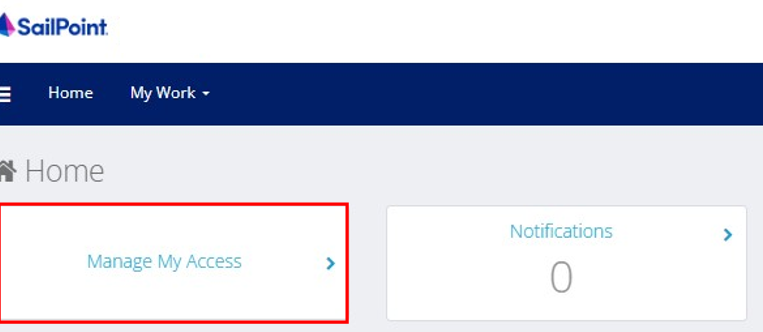 SailPoint.
Home My Work
Home
Manage My Access
Notifications
0